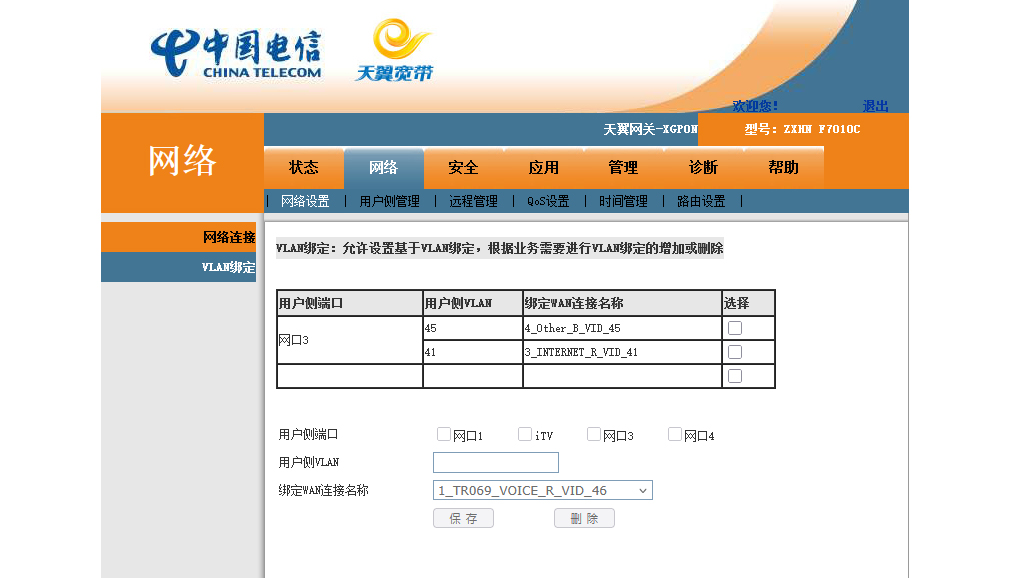 中国电信
CHINA TELECOM
天翼宽带
欢迎您! 退出
天翼网关-XGPON 型号: ZXHN F7010C
网络
状态 网络 安全 应用 管理 诊断 帮助
| 网络设置 | 用户侧管理 | 远程管理 | QoS设置 | 时间管理 | 路由设置 |
网络连接
VLAN绑定
VLAN绑定: 允许设置基于VLAN绑定，根据业务需要进行VLAN绑定的增加或删除
用户侧端口 用户侧VLAN 绑定WAN连接名称 选择
网口3
45 4_Other_B_VID_45
41 3_INTERNET_R_VID_41
用户侧端口 网口1 iTV 网口3 网口4
用户侧VLAN
绑定WAN连接名称 1_TR069_VOICE_R_VID_46
保 存 删 除